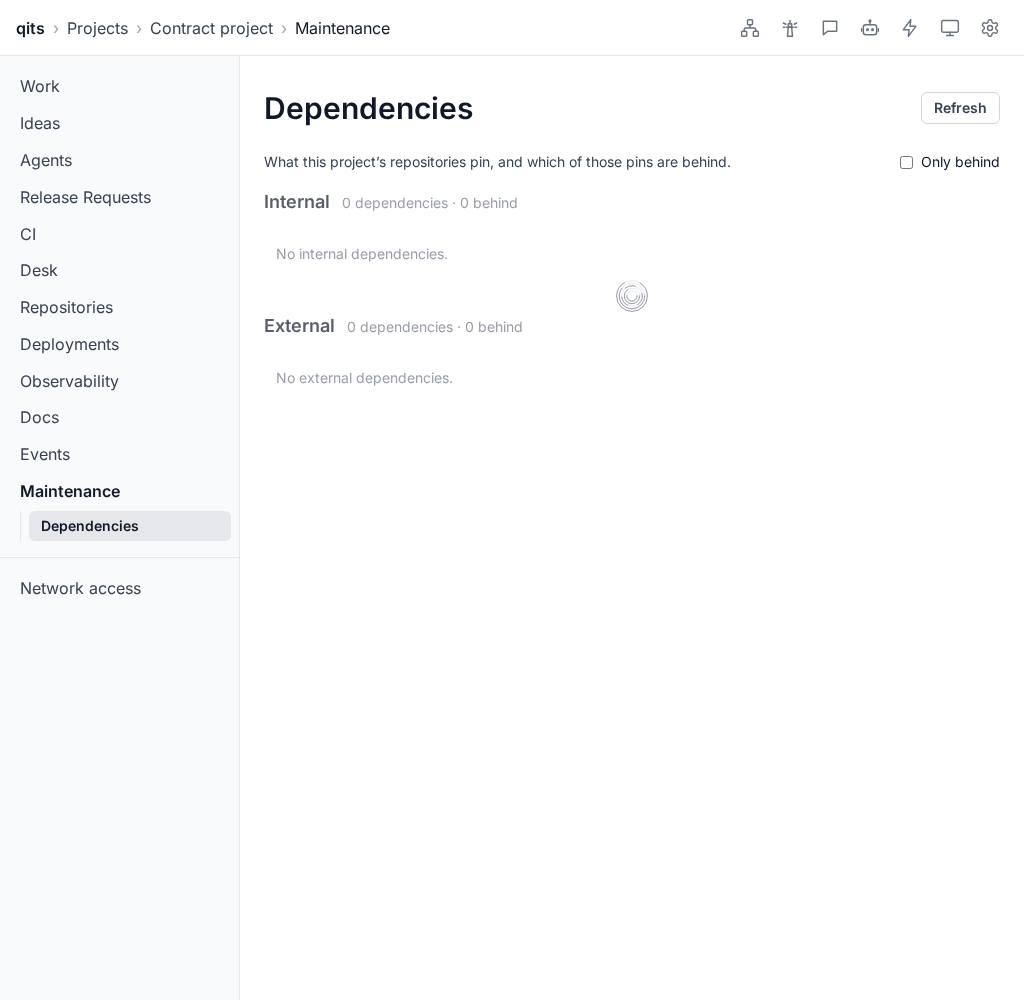 qits › Projects › Contract project › Maintenance
Work
Ideas
Agents
Release Requests
CI
Desk
Repositories
Deployments
Observability
Docs
Events
Maintenance
Dependencies
Network access
Dependencies
Refresh
What this project’s repositories pin, and which of those pins are behind.
Only behind
Internal 0 dependencies · 0 behind
No internal dependencies.
External 0 dependencies · 0 behind
No external dependencies.